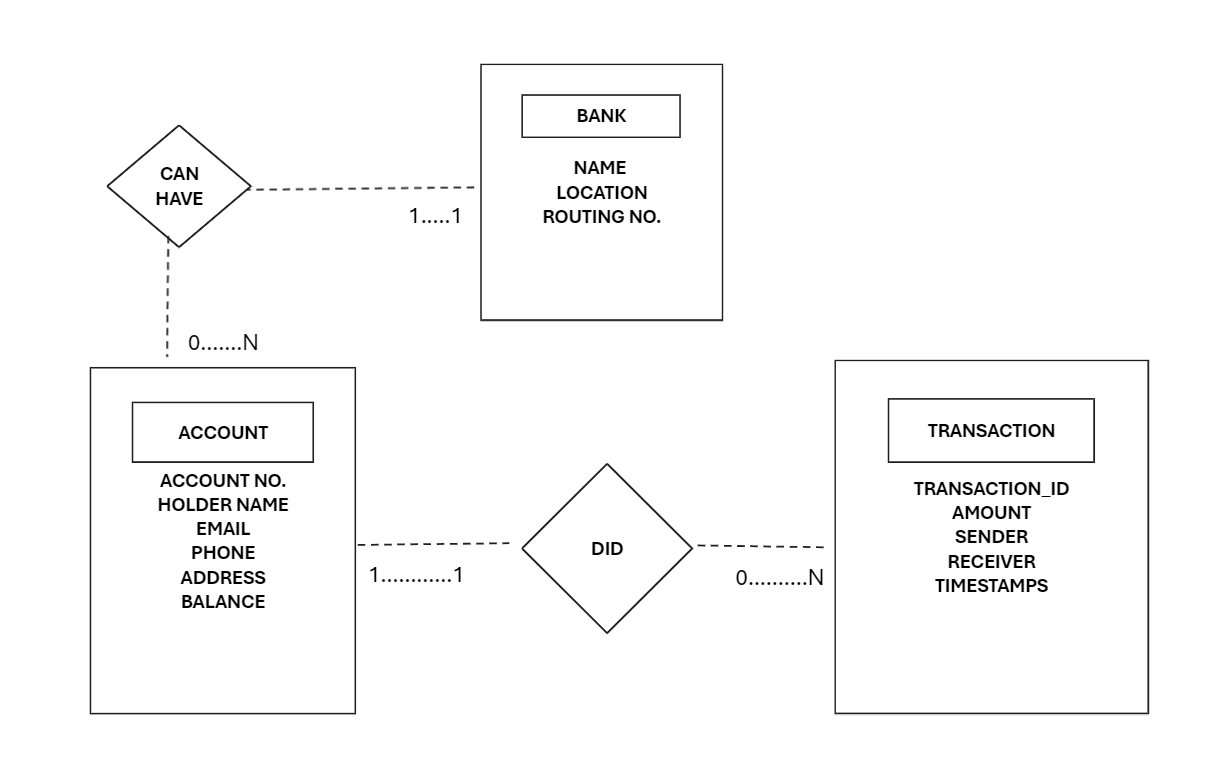 BANK
NAME
LOCATION
ROUTING NO.
CAN
HAVE
1.....1
0.......N
ACCOUNT
ACCOUNT NO.
HOLDER NAME
EMAIL
PHONE
ADDRESS
BALANCE
1............1
DID
0..........N
TRANSACTION
TRANSACTION_ID
AMOUNT
SENDER
RECEIVER
TIMESTAMPS